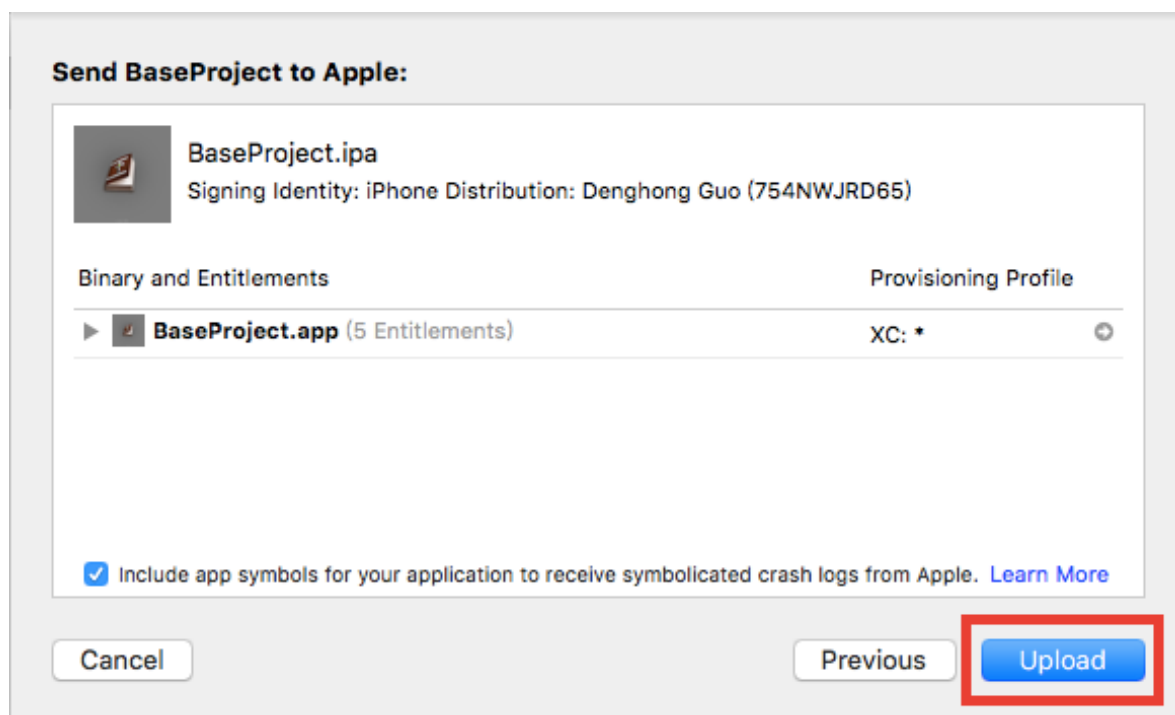 Send BaseProject to Apple:
BaseProject.ipa
Signing Identity: iPhone Distribution: Denghong Guo (754NWJRD65)
Binary and Entitlements Provisioning Profile
BaseProject.app (5 Entitlements) XC: *
Include app symbols for your application to receive symbolicated crash logs from Apple. Learn More
Cancel Previous Upload